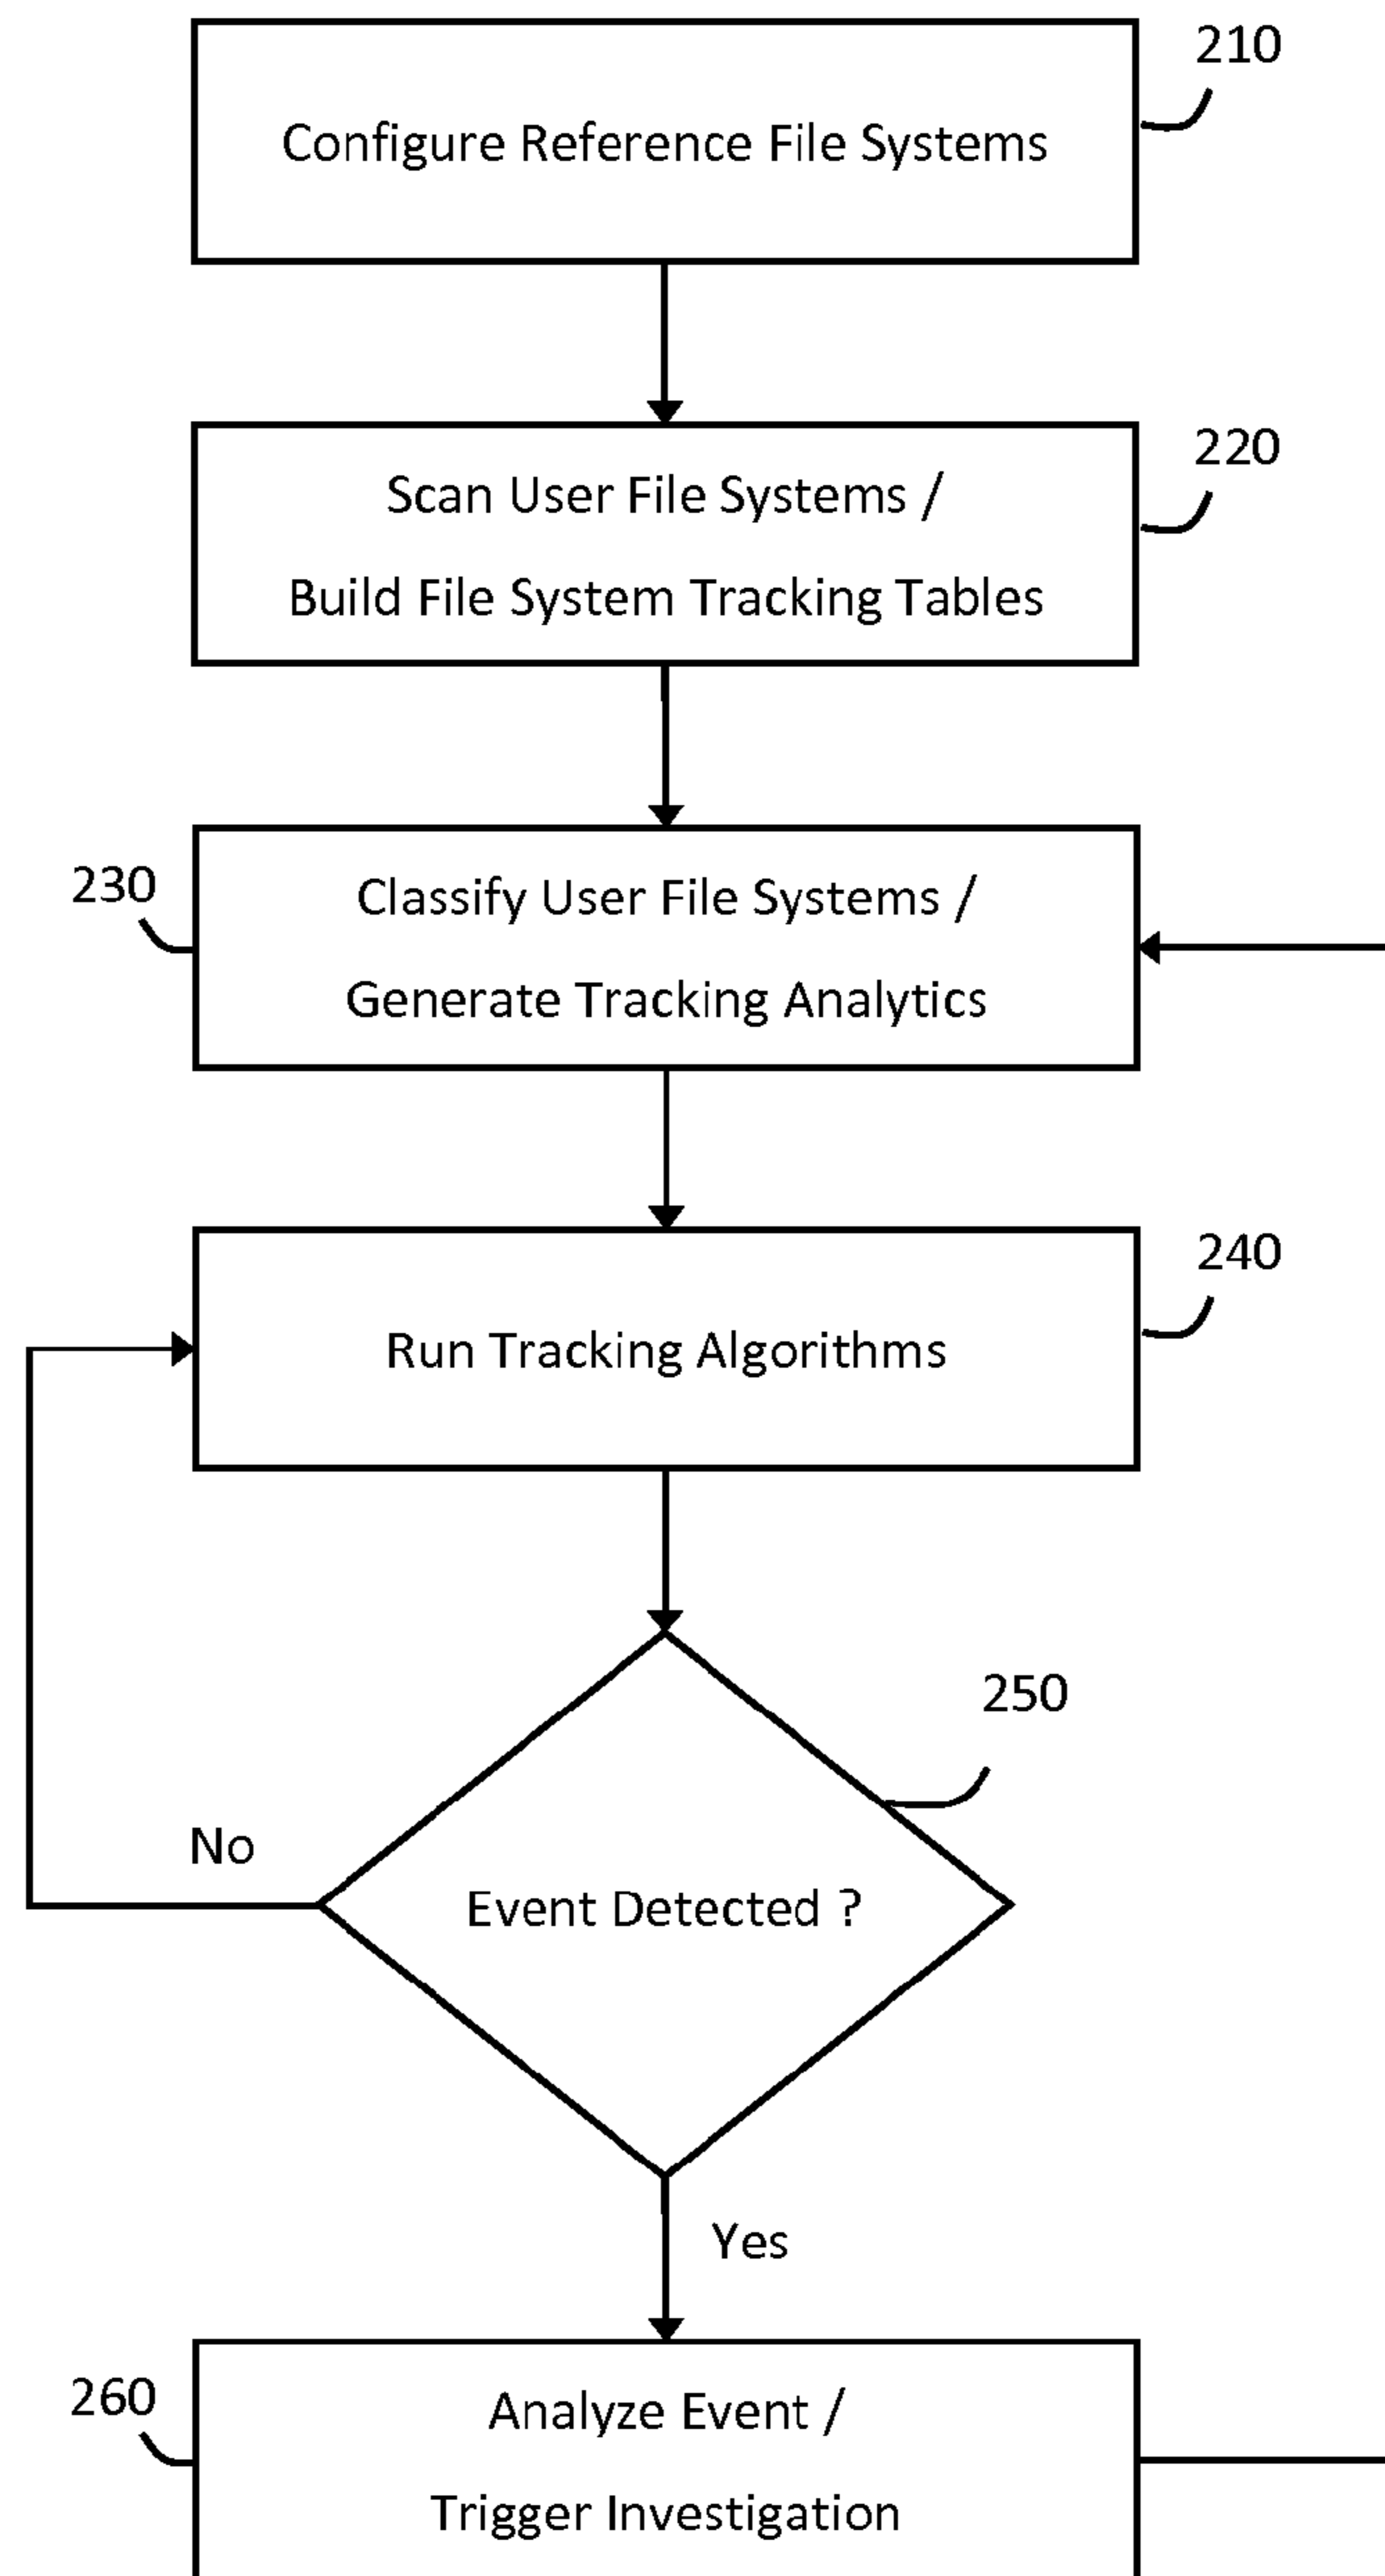 210
Configure Reference File Systems
220
Scan User File Systems /
Build File System Tracking Tables
230
Classify User File Systems /
Generate Tracking Analytics
240
Run Tracking Algorithms
250
No
Event Detected ?
Yes
260
Analyze Event /
Trigger Investigation